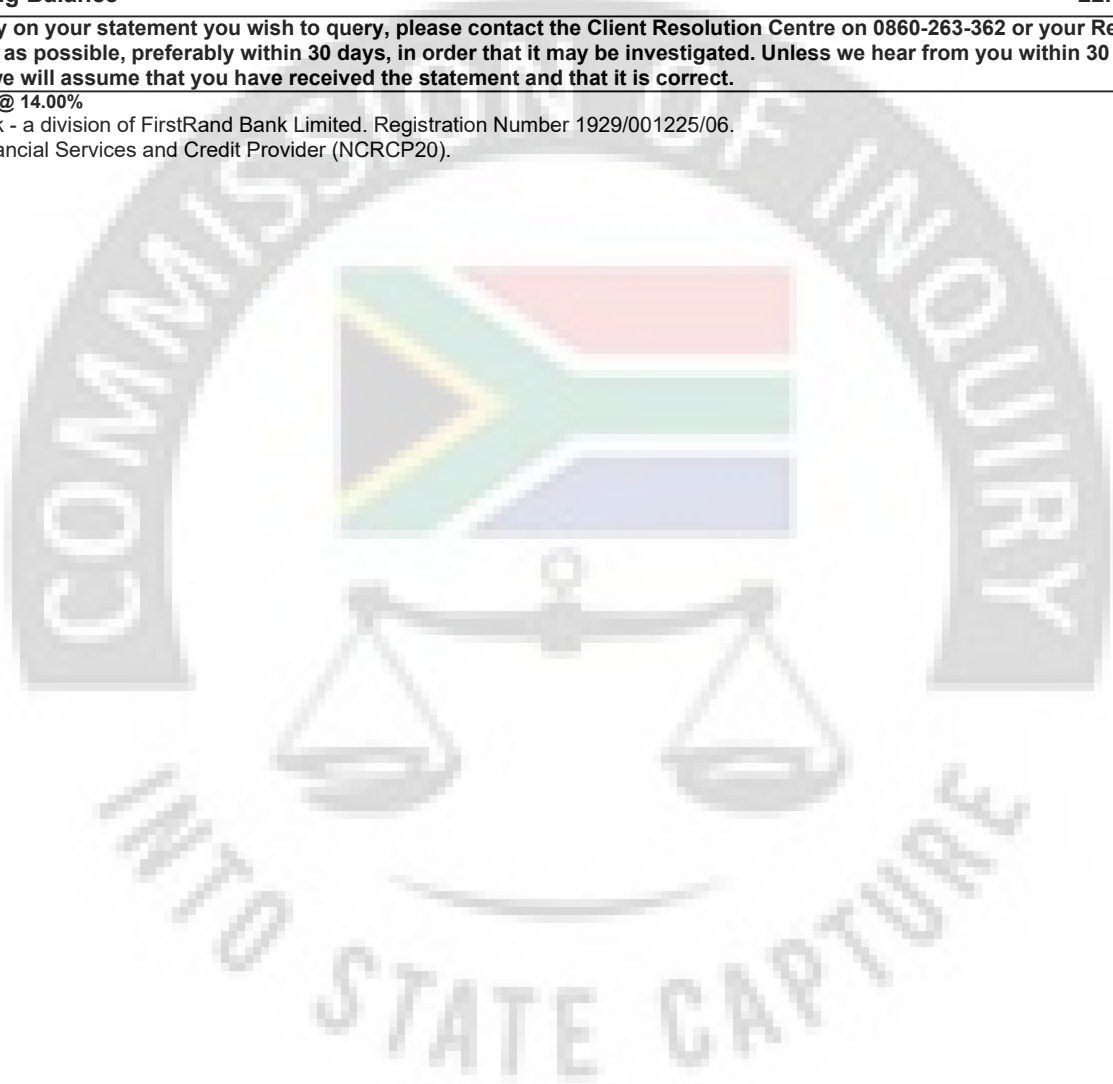 Balance
on your statement you wish to query, please contact the Client Resolution Centre on 0860-263-362 or your
as possible, preferably within 30 days, in order that it may be investigated. Unless we hear from you within 30
we will assume that you have received the statement and that it is correct.
@ 14.00%
- a division of FirstRand Bank Limited. Registration Number 1929/001225/06.
Financial Services and Credit Provider (NCRCP20).
COMMISSION OF INQUIRY
INTO STATE CAPTURE